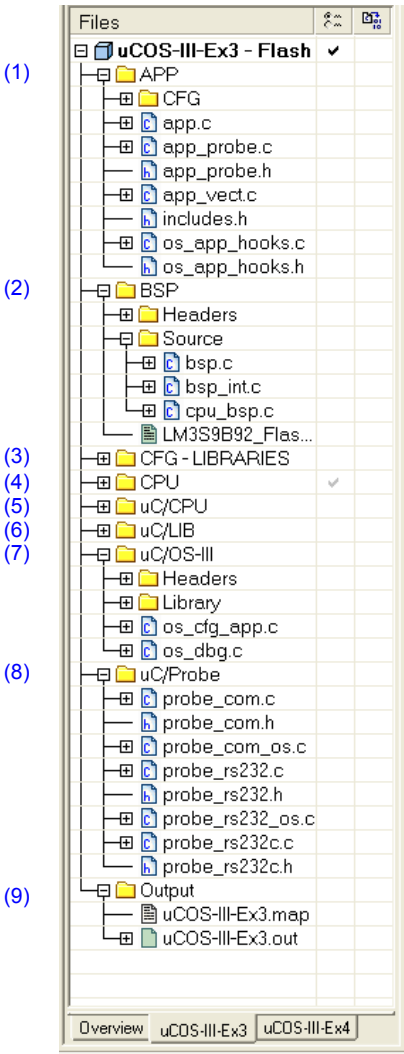 Files
uCOS-III-Ex3 - Flash
(1) APP
CFG
app.c
app_probe.c
app_probe.h
app_vect.c
includes.h
os_app_hooks.c
os_app_hooks.h
(2) BSP
Headers
Source
bsp.c
bsp_int.c
cpu_bsp.c
LM3S9B92_Flas...
(3) CFG - LIBRARIES
(4) CPU
(5) uC/CPU
(6) uC/LIB
(7) uC/OS-III
Headers
Library
os_cfg_app.c
os_dbg.c
(8) uC/Probe
probe_com.c
probe_com.h
probe_com_os.c
probe_rs232.c
probe_rs232.h
probe_rs232_os.c
probe_rs232c.c
probe_rs232c.h
(9) Output
uCOS-III-Ex3.map
uCOS-III-Ex3.out
Overview uCOS-III-Ex3 uCOS-III-Ex4